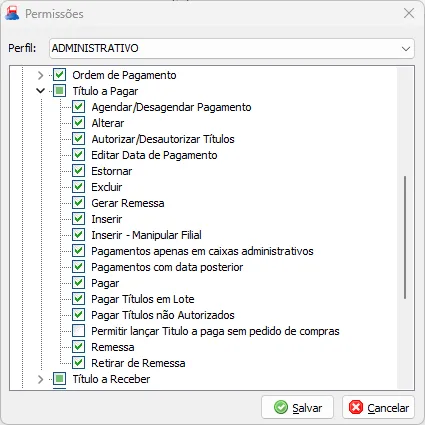 Permissões
Perfil: ADMINISTRATIVO
Ordem de Pagamento
Título a Pagar
Agendar/Desagendar Pagamento
Alterar
Autorizar/Desautorizar Títulos
Editar Data de Pagamento
Estornar
Excluir
Gerar Remessa
Inserir
Inserir - Manipular Filial
Pagamentos apenas em caixas administrativos
Pagamentos com data posterior
Pagar
Pagar Títulos em Lote
Pagar Títulos não Autorizados
Permitir lançar Titulo a paga sem pedido de compras
Remessa
Retirar de Remessa
Título a Receber
Salvar Cancelar